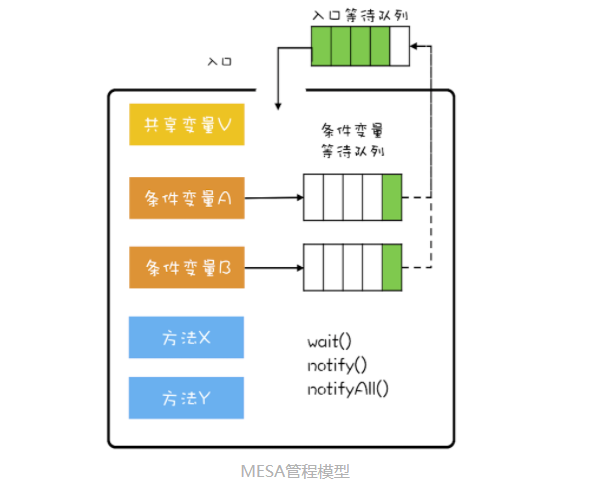 入口等待队列
入口
共享变量V
条件变量
等待队列
条件变量A
条件变量B
方法X
wait()
notify()
notifyAll()
方法Y
MESA管程模型